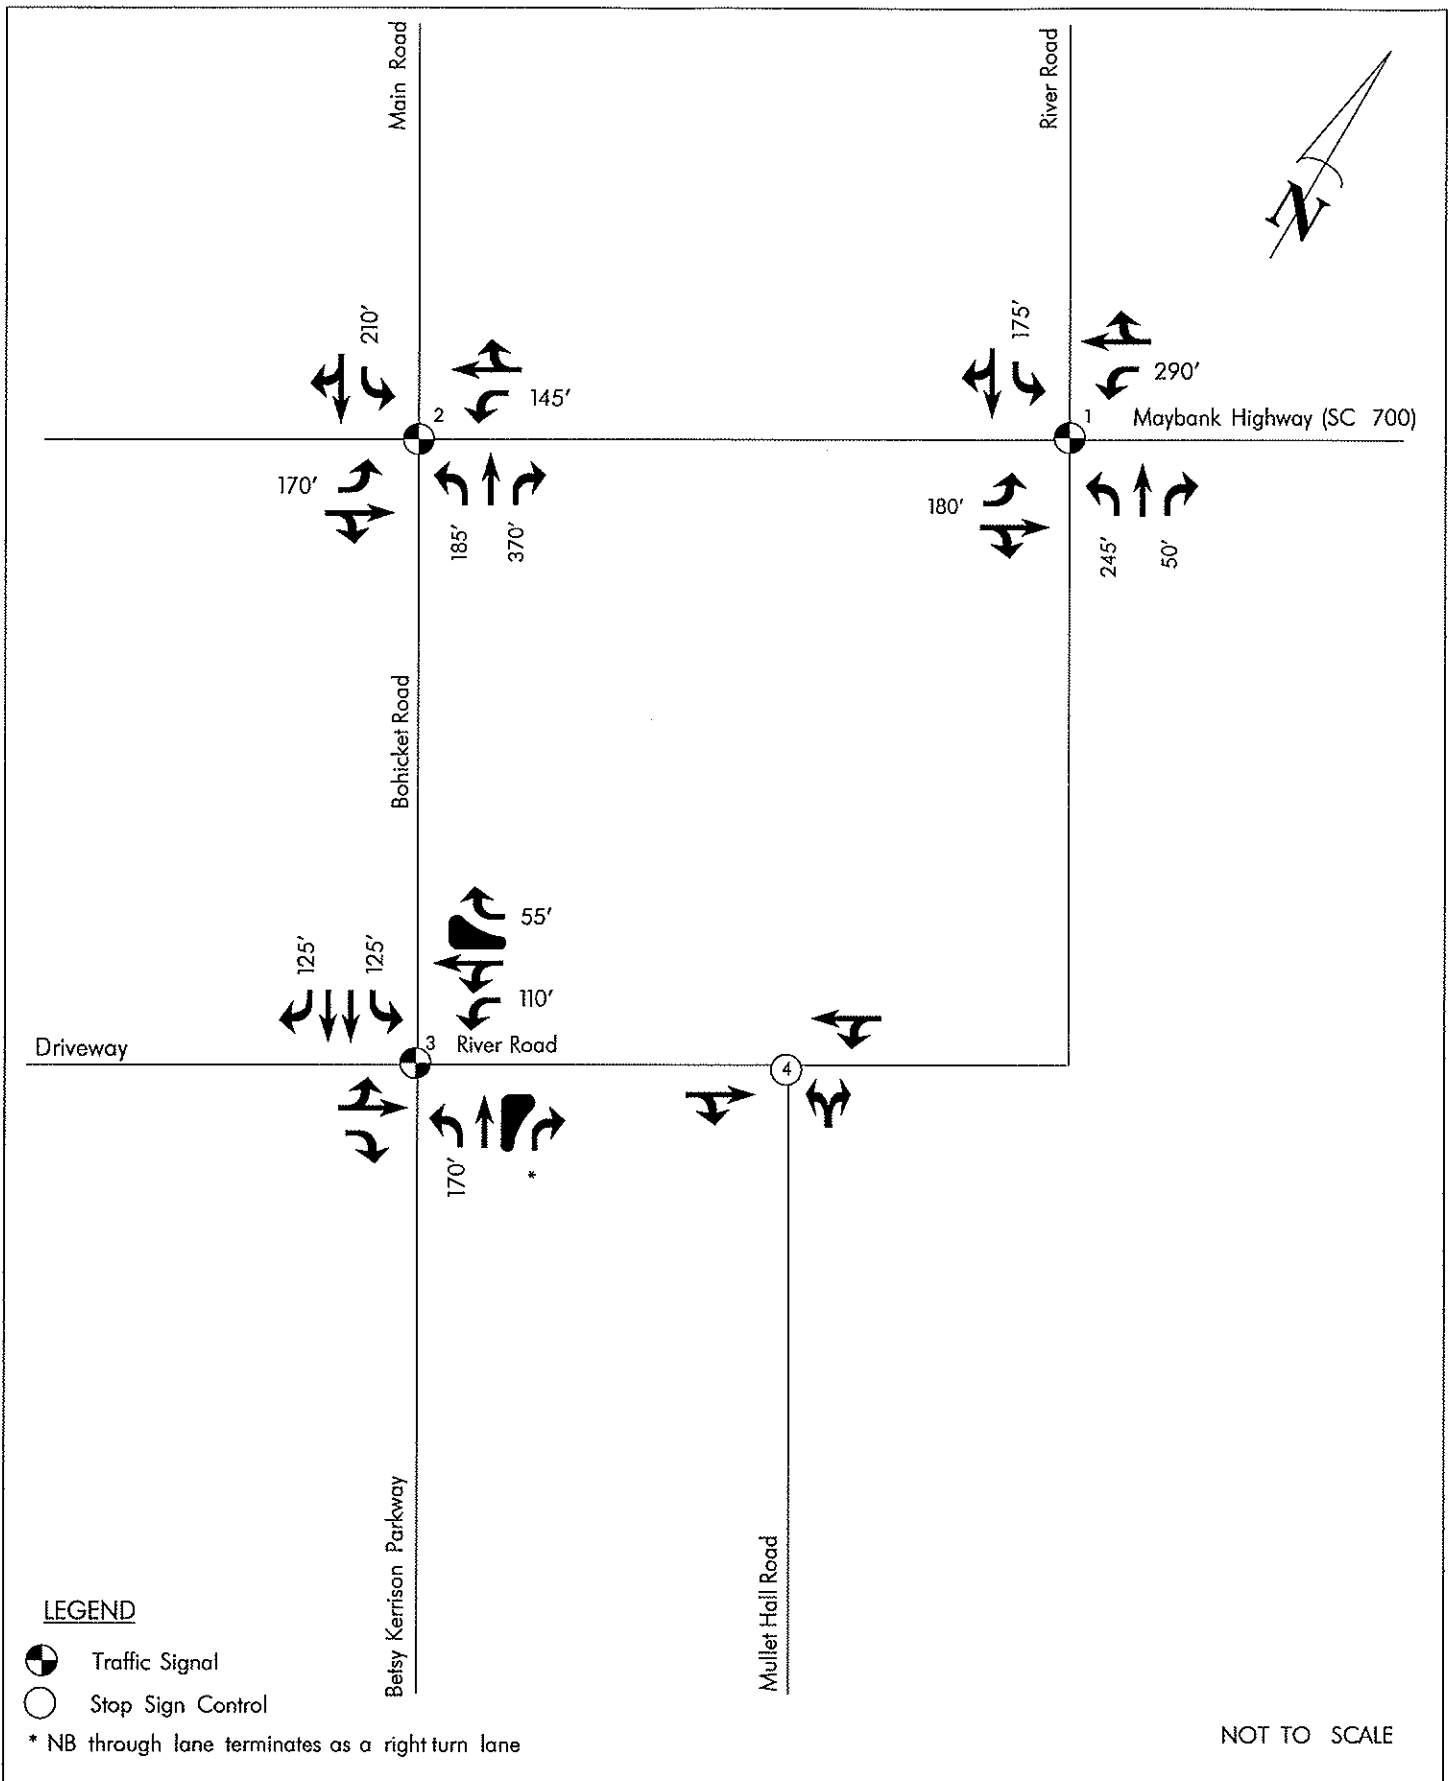 Main Road
River Road
N
210'
175'
145'
290'
2
1
Maybank Highway (SC 700)
170'
180'
185'
370'
245'
50'
Bohicket Road
55'
125'
125'
110'
Driveway
3
River Road
4
170'
*
Betsy Kerrison Parkway
Mullet Hall Road
LEGEND
Traffic Signal
Stop Sign Control
* NB through lane terminates as a right turn lane
NOT TO SCALE